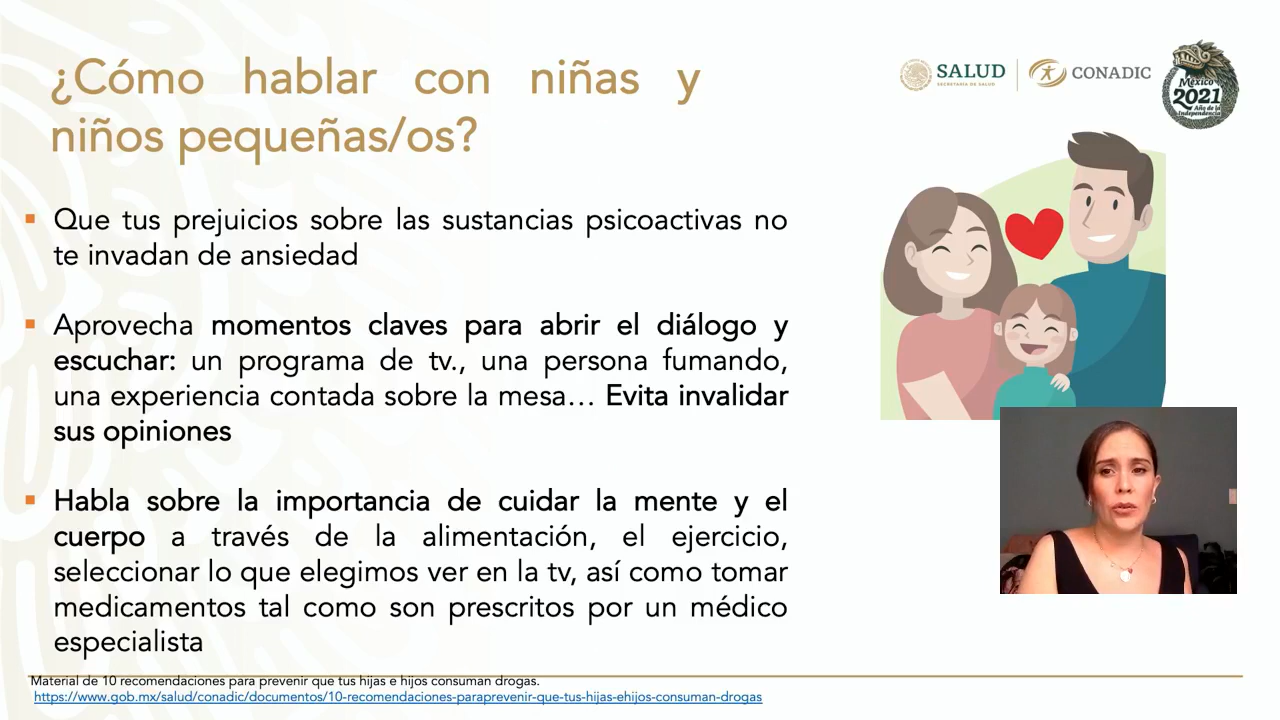 ¿Cómo hablar con niñas y
niños pequeñas/os?
SALUD
SECRETARÍA DE SALUD
CONADIC
México
2021
Año de la
Independencia
▪ Que tus prejuicios sobre las sustancias psicoactivas no
te invadan de ansiedad
▪ Aprovecha momentos claves para abrir el diálogo y
escuchar: un programa de tv., una persona fumando,
una experiencia contada sobre la mesa… Evita invalidar
sus opiniones
▪ Habla sobre la importancia de cuidar la mente y el
cuerpo a través de la alimentación, el ejercicio,
seleccionar lo que elegimos ver en la tv, así como tomar
medicamentos tal como son prescritos por un médico
especialista
Material de 10 recomendaciones para prevenir que tus hijas e hijos consuman drogas.
https://www.gob.mx/salud/conadic/documentos/10-recomendaciones-paraprevenir-que-tus-hijas-ehijos-consuman-drogas